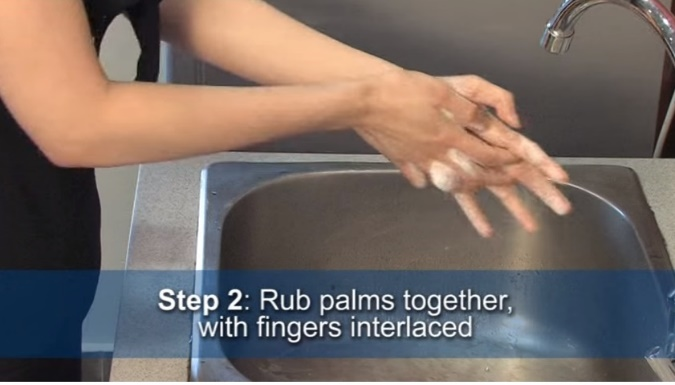 Step 2: Rub palms together,
with fingers interlaced